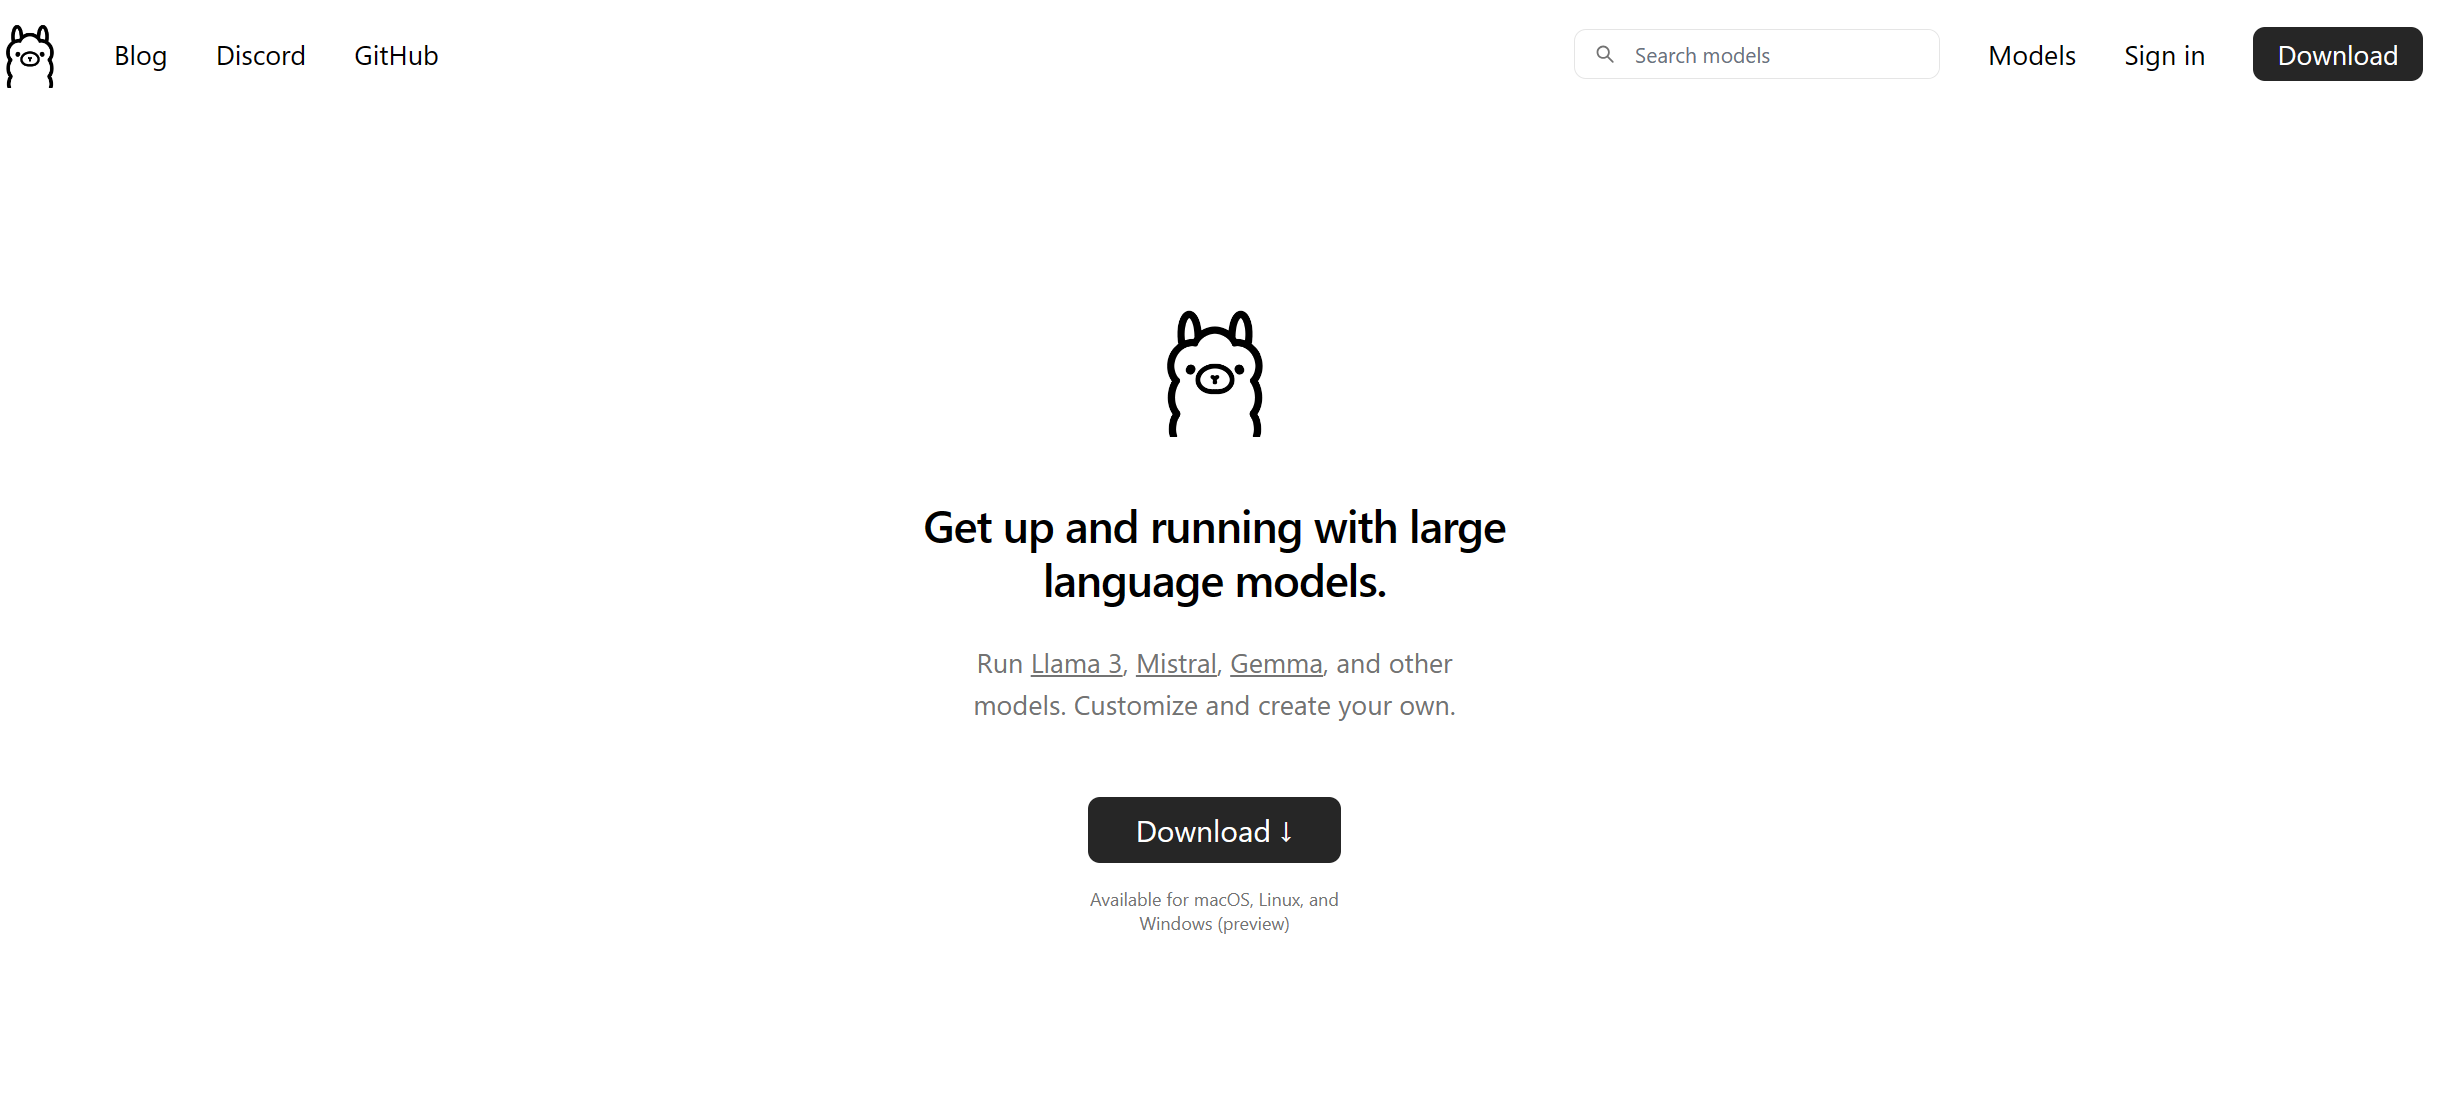 Blog Discord GitHub Search models Models Sign in Download
Get up and running with large
language models.
Run Llama 3, Mistral, Gemma, and other
models. Customize and create your own.
Download ↓
Available for macOS, Linux, and
Windows (preview)